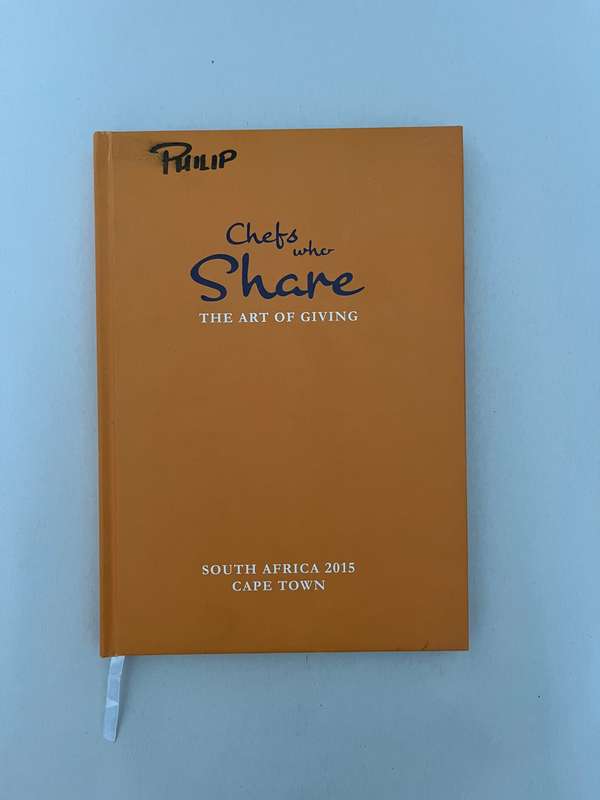 PHILIP
Chefs
who
Share
THE ART OF GIVING
SOUTH AFRICA 2015
CAPE TOWN